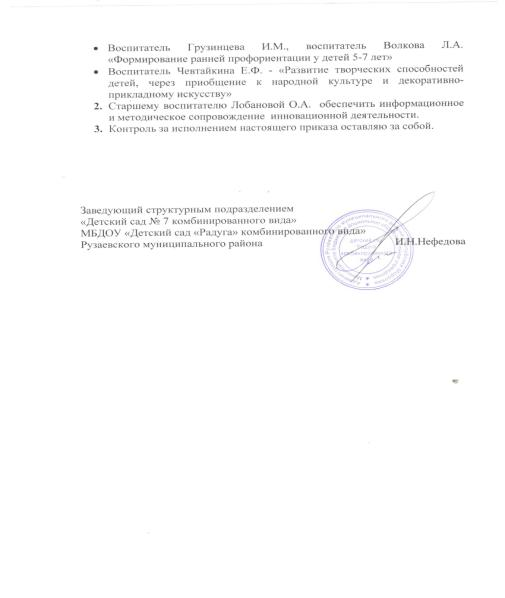 • Воспитатель Грузинцева И.М., воспитатель Волкова Л.А.
«Формирование ранней профориентации у детей 5-7 лет»
• Воспитатель Чевтайкина Е.Ф. - «Развитие творческих способностей
детей, через приобщение к народной культуре и декоративно-
прикладному искусству»
2. Старшему воспитателю Лобановой О.А. обеспечить информационное
и методическое сопровождение инновационной деятельности.
3. Контроль за исполнением настоящего приказа оставляю за собой.
Заведующий структурным подразделением
«Детский сад № 7 комбинированного вида»
МБДОУ «Детский сад «Радуга» комбинированного вида»
Рузаевского муниципального района И.Н.Нефедова